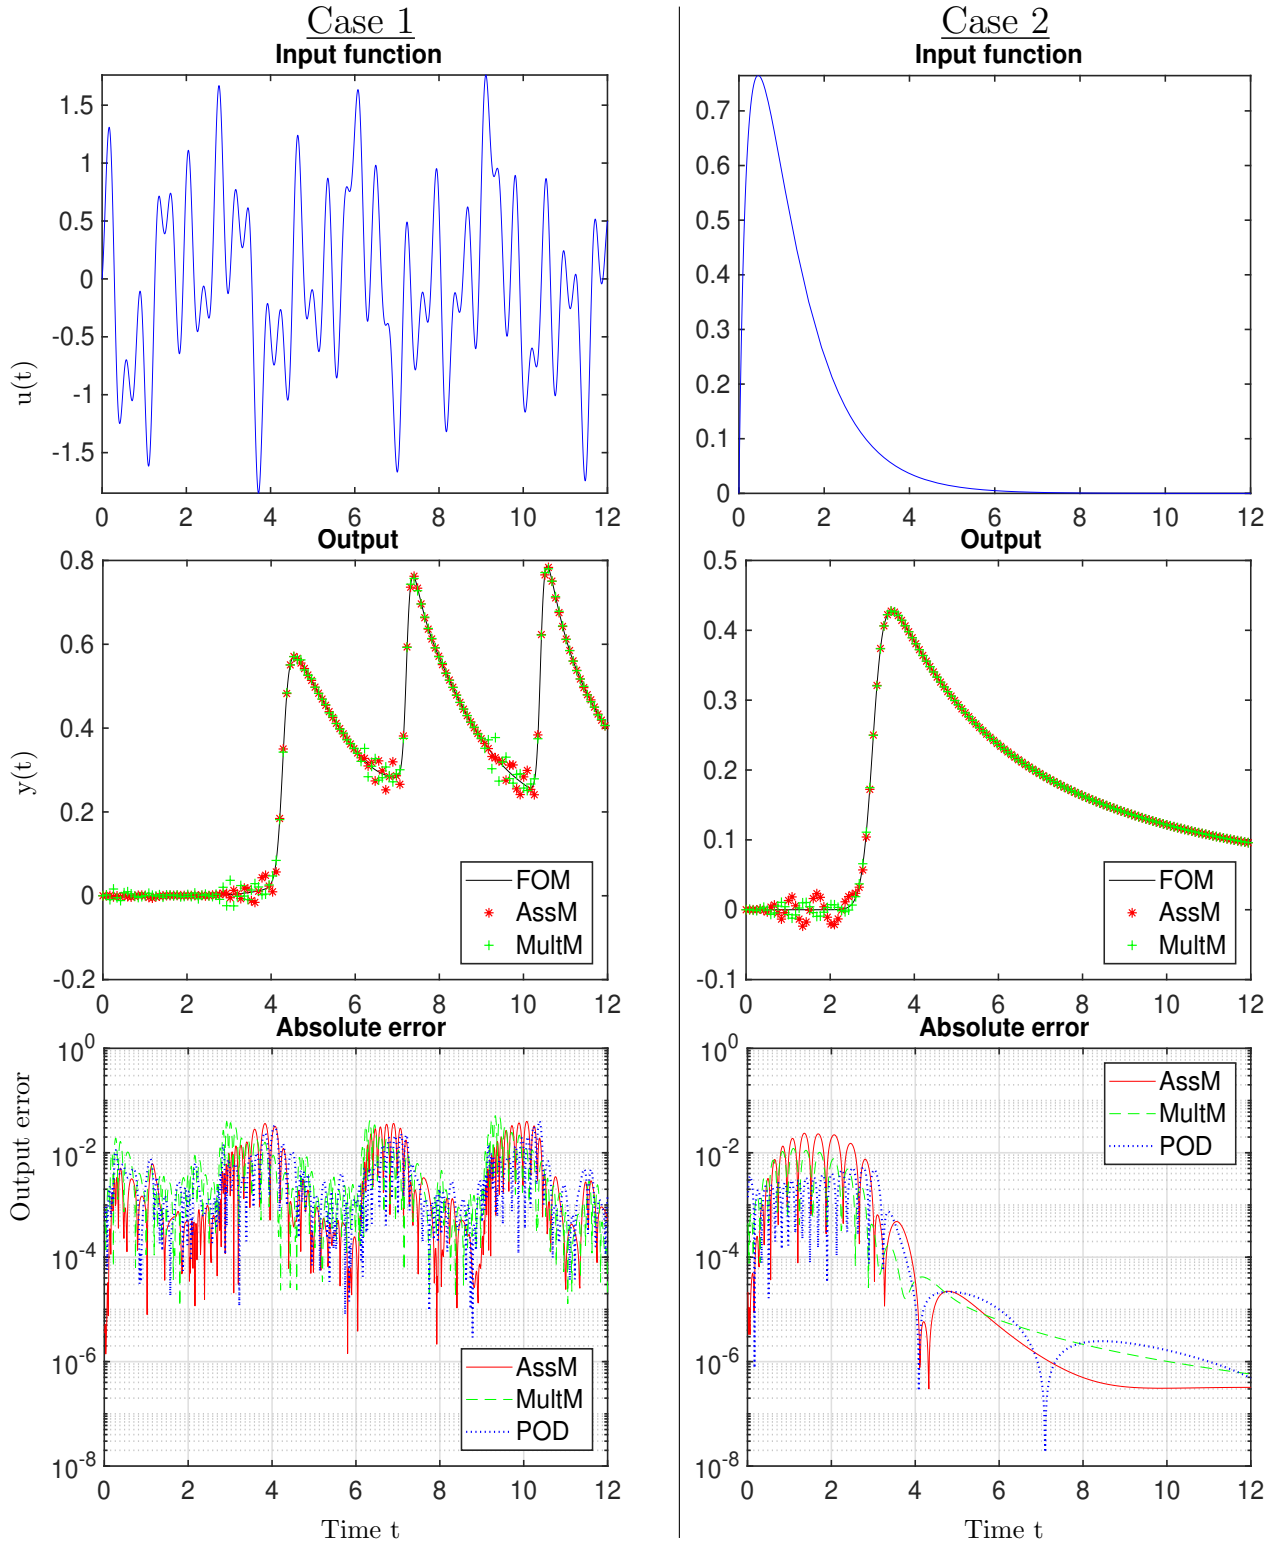 Case 1
Input function
1.5
1
0.5
0
-0.5
-1
-1.5
u(t)
0 2 4 6 8 10 12
Output
0.8
0.6
0.4
0.2
0
-0.2
y(t)
FOM
AssM
MultM
0 2 4 6 8 10 12
Absolute error
10^0
10^-2
10^-4
10^-6
10^-8
Output error
AssM
MultM
POD
0 2 4 6 8 10 12
Time t
Case 2
Input function
0.7
0.6
0.5
0.4
0.3
0.2
0.1
0
0 2 4 6 8 10 12
Output
0.5
0.4
0.3
0.2
0.1
0
-0.1
FOM
AssM
MultM
0 2 4 6 8 10 12
Absolute error
10^0
10^-2
10^-4
10^-6
10^-8
AssM
MultM
POD
0 2 4 6 8 10 12
Time t